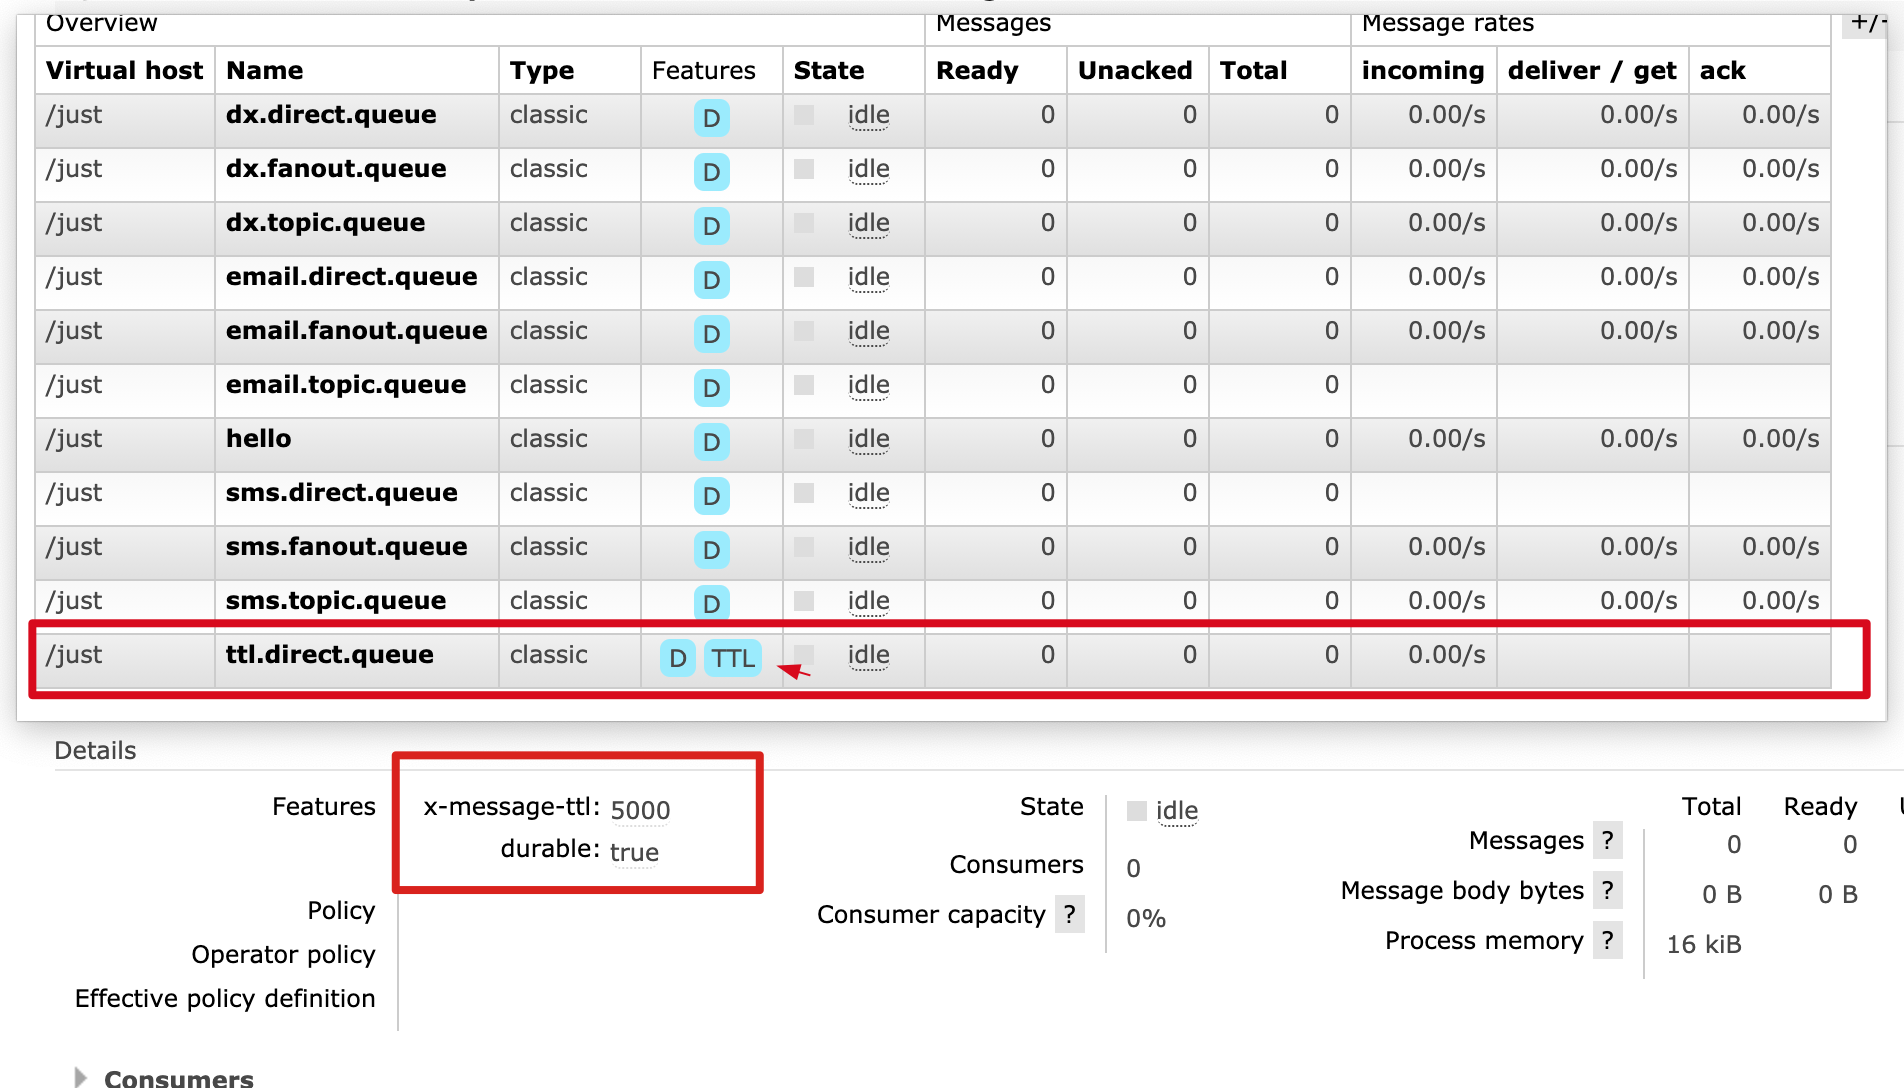 Overview Messages Message rates +/-
Virtual host Name Type Features State Ready Unacked Total incoming deliver / get ack
/just dx.direct.queue classic D idle 0 0 0 0.00/s 0.00/s 0.00/s
/just dx.fanout.queue classic D idle 0 0 0 0.00/s 0.00/s 0.00/s
/just dx.topic.queue classic D idle 0 0 0 0.00/s 0.00/s 0.00/s
/just email.direct.queue classic D idle 0 0 0 0.00/s 0.00/s 0.00/s
/just email.fanout.queue classic D idle 0 0 0 0.00/s 0.00/s 0.00/s
/just email.topic.queue classic D idle 0 0 0
/just hello classic D idle 0 0 0 0.00/s 0.00/s 0.00/s
/just sms.direct.queue classic D idle 0 0 0
/just sms.fanout.queue classic D idle 0 0 0 0.00/s 0.00/s 0.00/s
/just sms.topic.queue classic D idle 0 0 0 0.00/s 0.00/s 0.00/s
/just ttl.direct.queue classic D TTL idle 0 0 0 0.00/s
Details
Features x-message-ttl: 5000
durable: true
Policy
Operator policy
Effective policy definition
State idle
Consumers 0
Consumer capacity ? 0%
Total Ready
Messages ? 0 0
Message body bytes ? 0 B 0 B
Process memory ? 16 kiB
Consumers